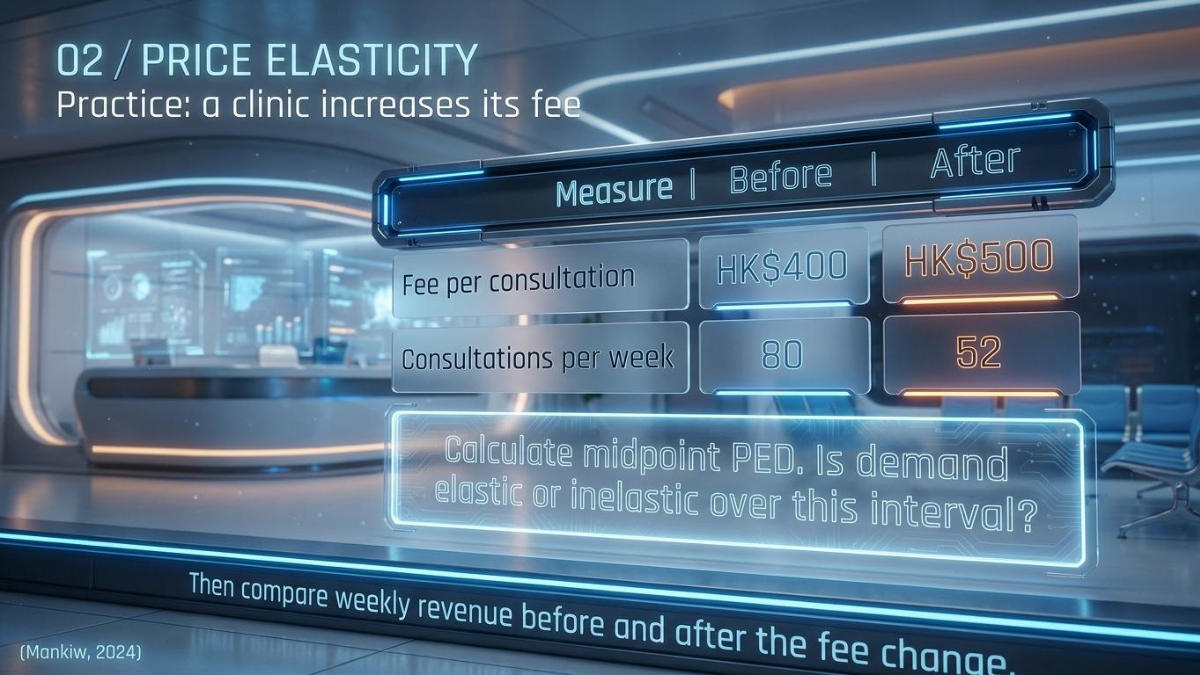 02 / PRICE ELASTICITY
Practice: a clinic increases its fee
Measure | Before | After
Fee per consultation HK$400 HK$500
Consultations per week 80 52
Calculate midpoint PED. Is demand
elastic or inelastic over this interval?
Then compare weekly revenue before and after the fee change.
(Mankiw, 2024)